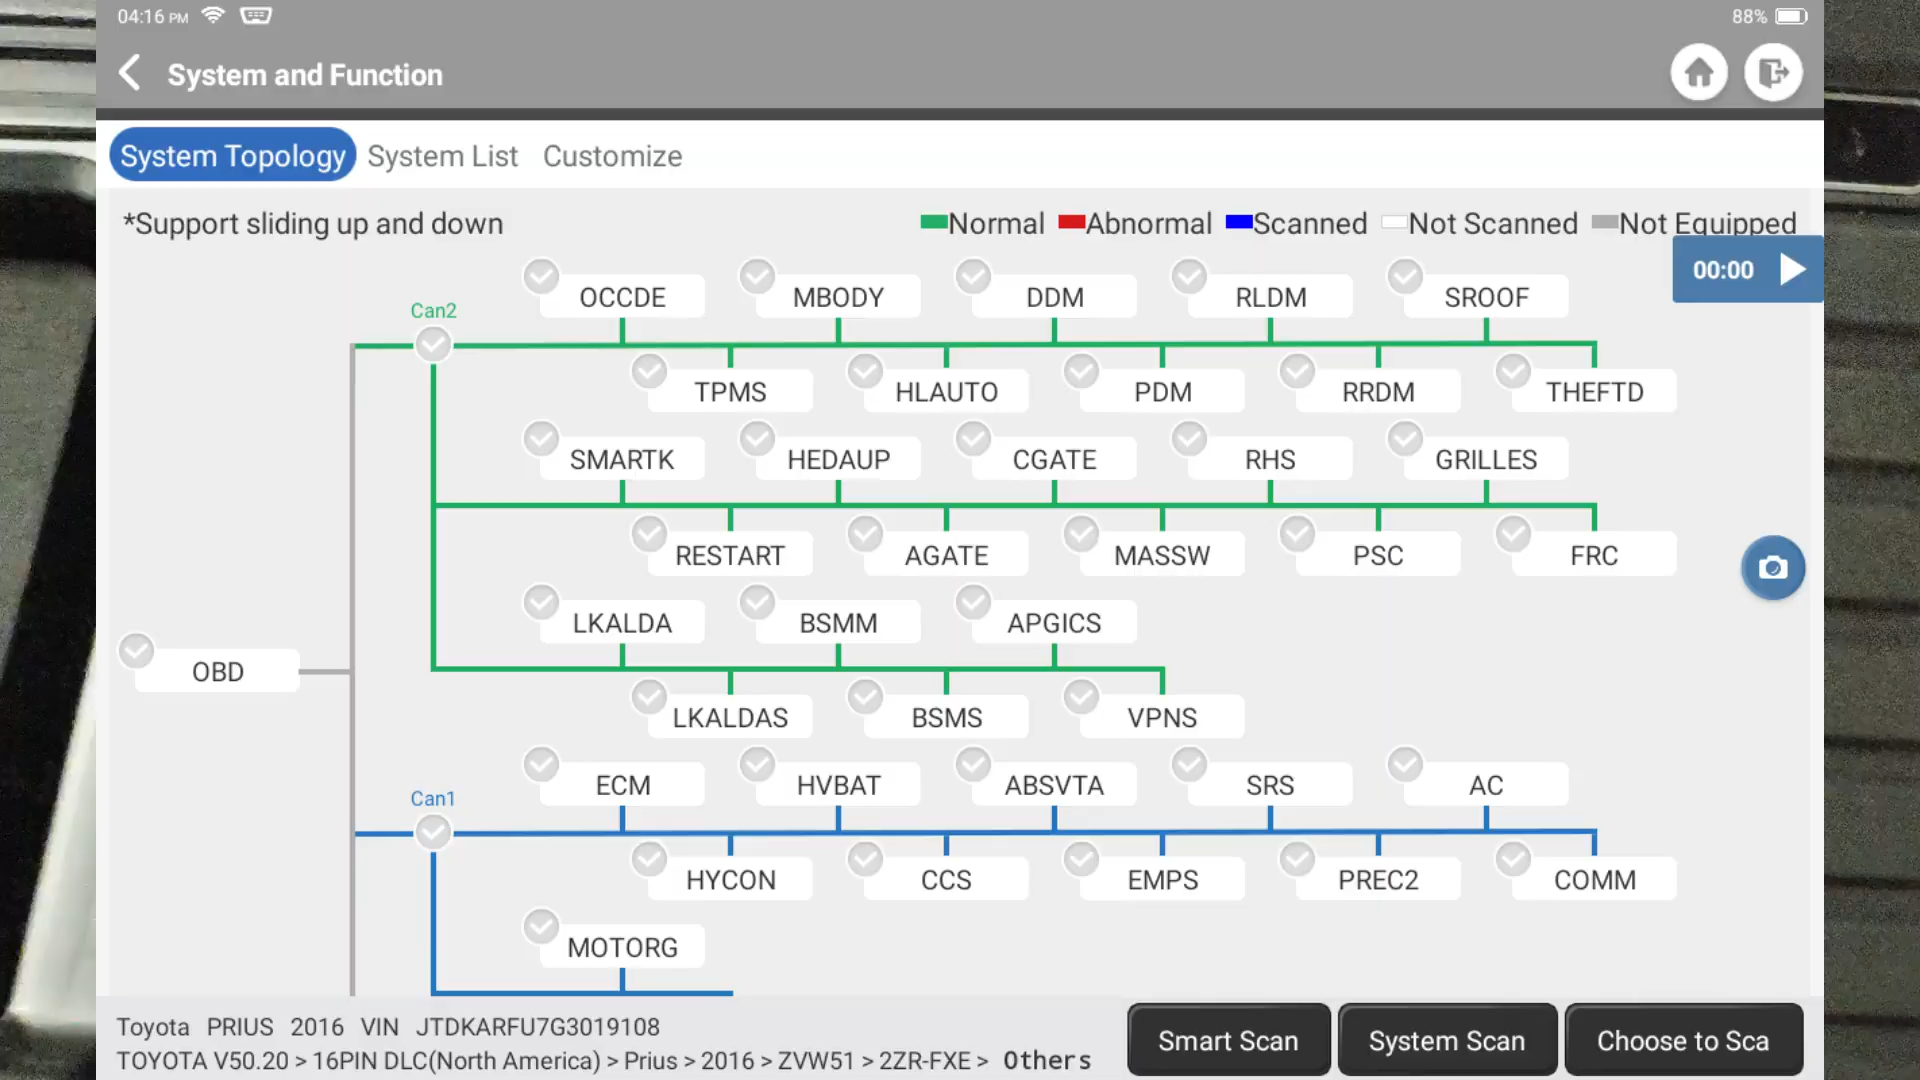 04:16 PM 88%
System and Function
System Topology System List Customize
*Support sliding up and down Normal Abnormal Scanned Not Scanned Not Equipped
00:00
OCCDE MBODY DDM RLDM SROOF
Can2
TPMS HLAUTO PDM RRDM THEFTD
SMARTK HEDAUP CGATE RHS GRILLES
RESTART AGATE MASSW PSC FRC
LKALDA BSMM APGICS
OBD
LKALDAS BSMS VPNS
ECM HVBAT ABSVTA SRS AC
Can1
HYCON CCS EMPS PREC2 COMM
MOTORG
Toyota PRIUS 2016 VIN JTDKARFU7G3019108
TOYOTA V50.20 > 16PIN DLC(North America) > Prius > 2016 > ZVW51 > 2ZR-FXE > Others
Smart Scan System Scan Choose to Sca